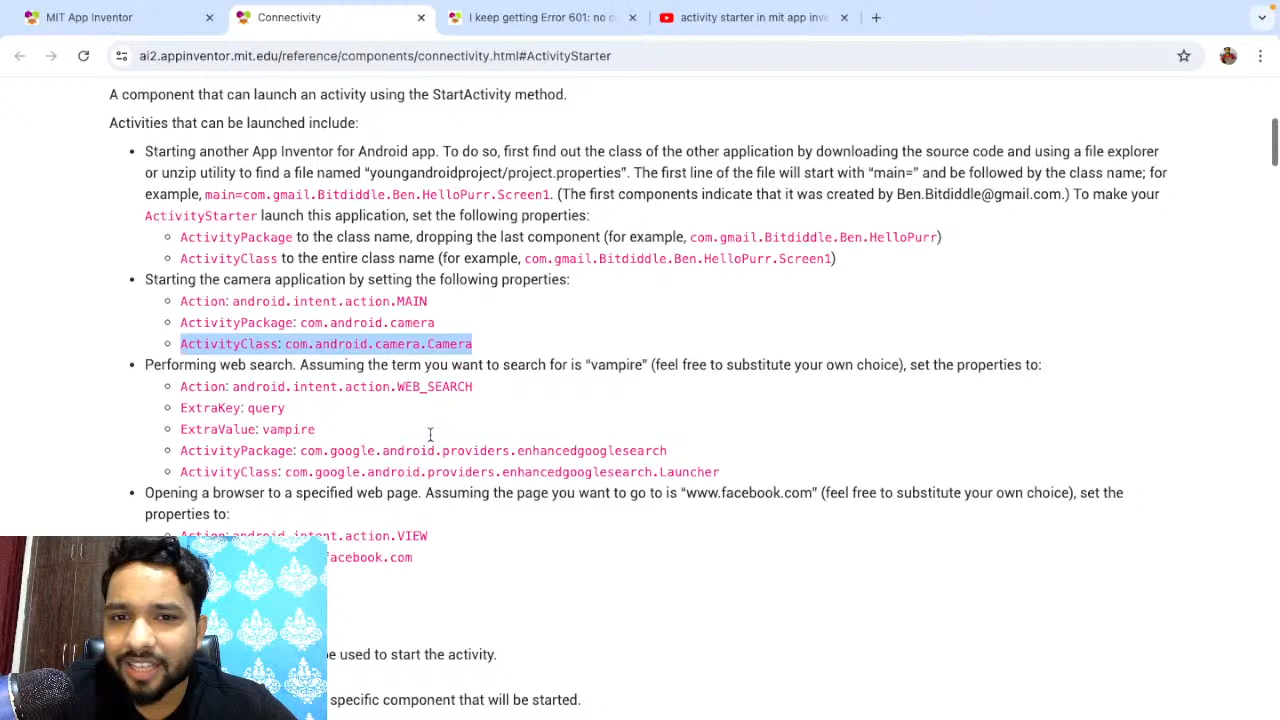 MIT App Inventor
Connectivity
I keep getting Error 601: no c
activity starter in mit app inven
ai2.appinventor.mit.edu/reference/components/connectivity.html#ActivityStarter
A component that can launch an activity using the StartActivity method.
Activities that can be launched include:
• Starting another App Inventor for Android app. To do so, first find out the class of the other application by downloading the source code and using a file explorer
or unzip utility to find a file named “youngandroidproject/project.properties”. The first line of the file will start with “main=” and be followed by the class name; for
example, main=com.gmail.Bitdiddle.Ben.HelloPurr.Screen1. (The first components indicate that it was created by Ben.Bitdiddle@gmail.com.) To make your
ActivityStarter launch this application, set the following properties:
ActivityPackage to the class name, dropping the last component (for example, com.gmail.Bitdiddle.Ben.HelloPurr)
ActivityClass to the entire class name (for example, com.gmail.Bitdiddle.Ben.HelloPurr.Screen1)
• Starting the camera application by setting the following properties:
Action: android.intent.action.MAIN
ActivityPackage: com.android.camera
ActivityClass: com.android.camera.Camera
• Performing web search. Assuming the term you want to search for is “vampire” (feel free to substitute your own choice), set the properties to:
Action: android.intent.action.WEB_SEARCH
ExtraKey: query
ExtraValue: vampire
ActivityPackage: com.google.android.providers.enhancedgooglesearch
ActivityClass: com.google.android.providers.enhancedgooglesearch.Launcher
• Opening a browser to a specified web page. Assuming the page you want to go to is “www.facebook.com” (feel free to substitute your own choice), set the
properties to:
Action: android.intent.action.VIEW
facebook.com
be used to start the activity.
specific component that will be started.